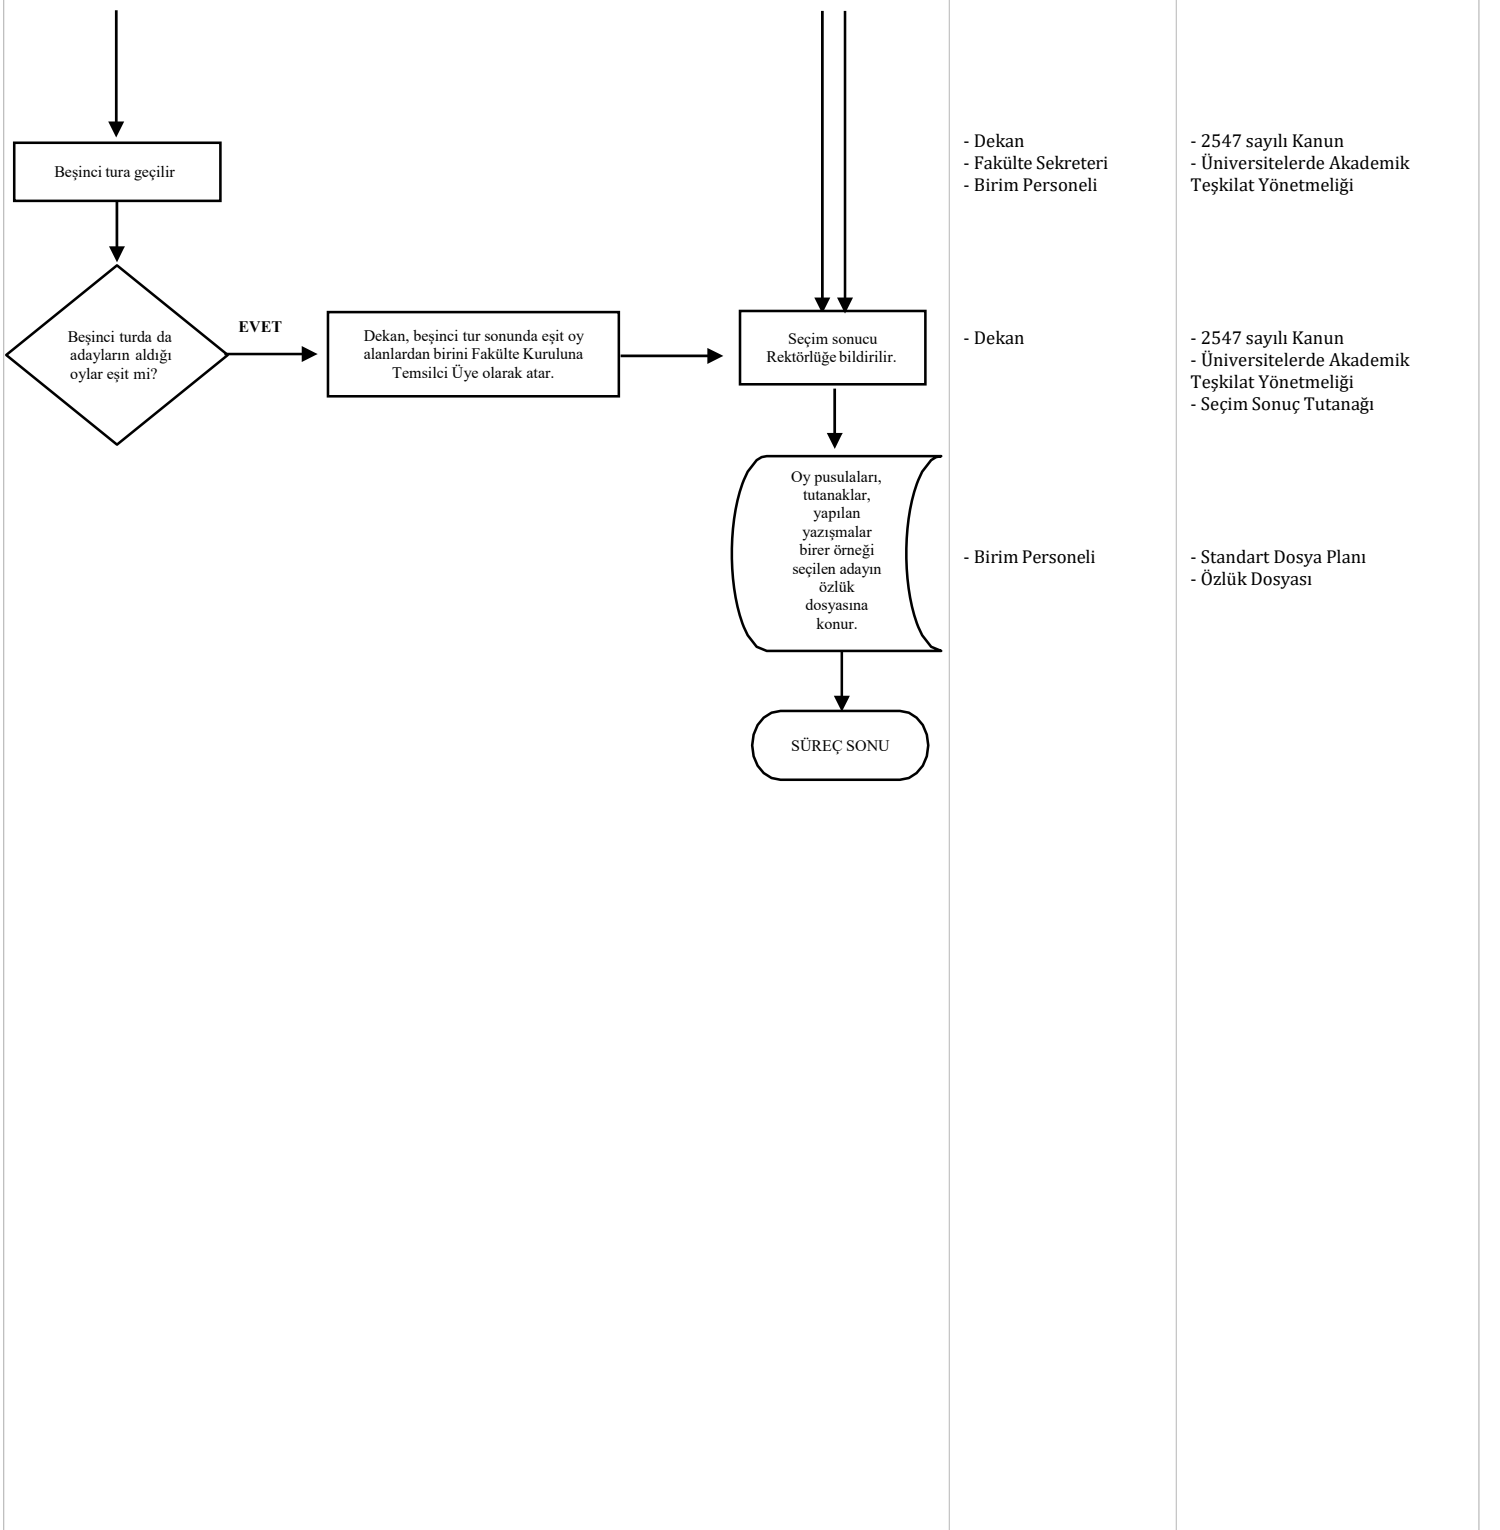 Beşinci tura geçilir
- Dekan
- Fakülte Sekreteri
- Birim Personeli
- 2547 sayılı Kanun
- Üniversitelerde Akademik
Teşkilat Yönetmeliği
Beşinci turda da
adayların aldığı
oylar eşit mi?
EVET
Dekan, beşinci tur sonunda eşit oy
alanlardan birini Fakülte Kuruluna
Temsilci Üye olarak atar.
Seçim sonucu
Rektörlüğe bildirilir.
- Dekan
- 2547 sayılı Kanun
- Üniversitelerde Akademik
Teşkilat Yönetmeliği
- Seçim Sonuç Tutanağı
Oy pusulaları,
tutanaklar,
yapılan
yazışmalar
birer örneği
seçilen adayın
özlük
dosyasına
konur.
- Birim Personeli
- Standart Dosya Planı
- Özlük Dosyası
SÜREÇ SONU